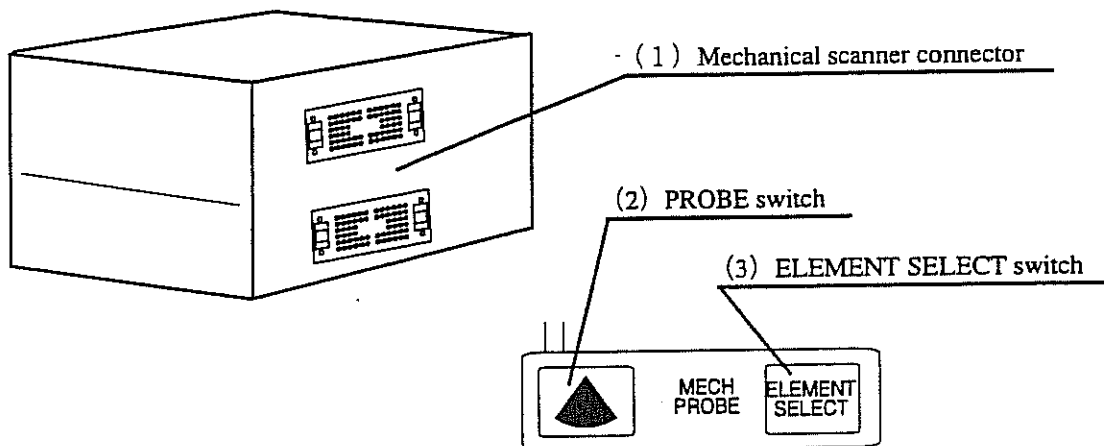 (1) Mechanical scanner connector
(2) PROBE switch
(3) ELEMENT SELECT switch
MECH
PROBE
ELEMENT
SELECT